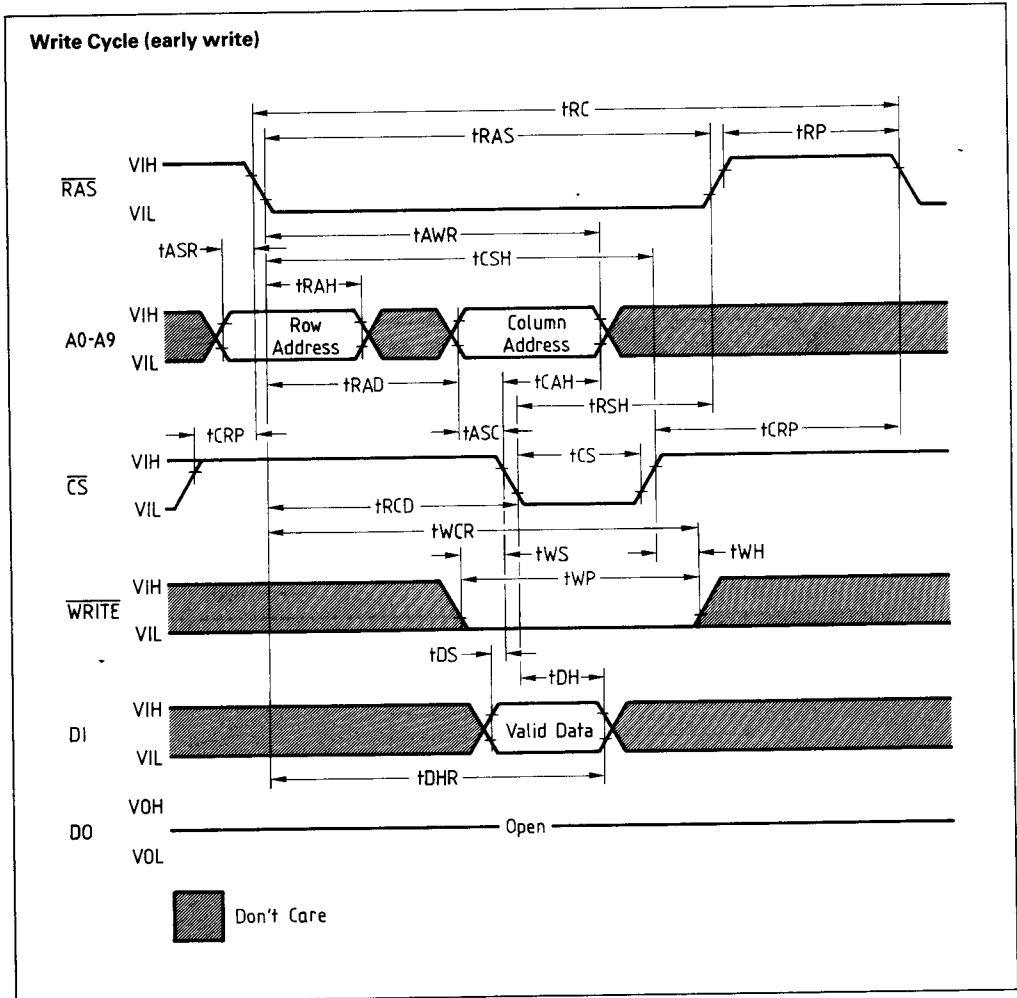 Write Cycle (early write)
tRC
tRAS
tRP
VIH
RAS
VIL
tAWR
tASR
tCSH
tRAH
VIH
A0-A9
VIL
Row
Address
Column
Address
tRAD
tCAH
tRSH
tCRP
tASC
tCRP
VIH
CS
VIL
tCS
tRCD
tWCR
tWS
tWH
VIH
WRITE
VIL
tWP
tDS
tDH
VIH
DI
VIL
Valid Data
tDHR
VOH
DO
VOL
Open
Don't Care